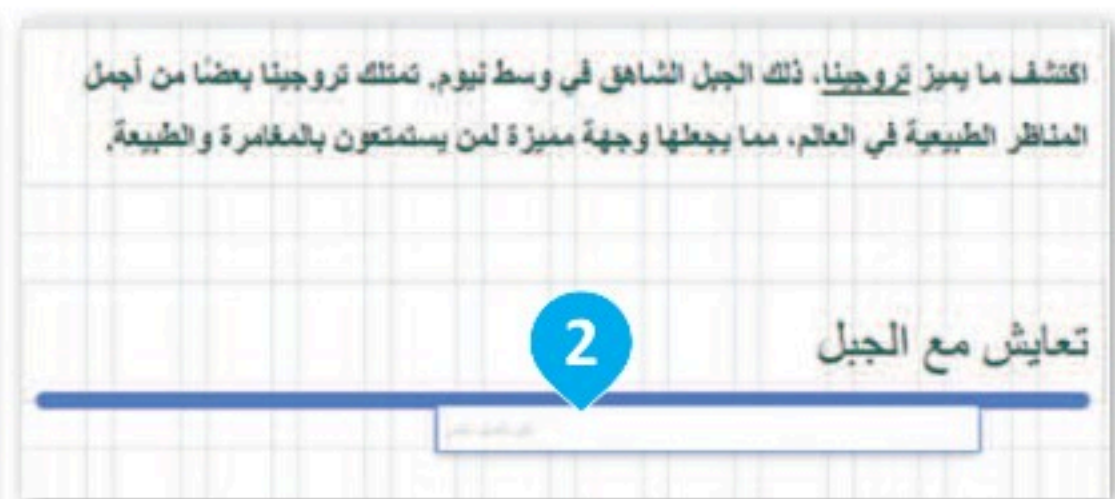 اكتشف ما يميز تروجينا، ذلك الجبل الشاهق في وسط نيوم. تمتلك تروجينا بعضًا من أجمل
المناظر الطبيعية في العالم، مما يجعلها وجهة مميزة لمن يستمتعون بالمغامرة والطبيعة.
تعايش مع الجبل
2